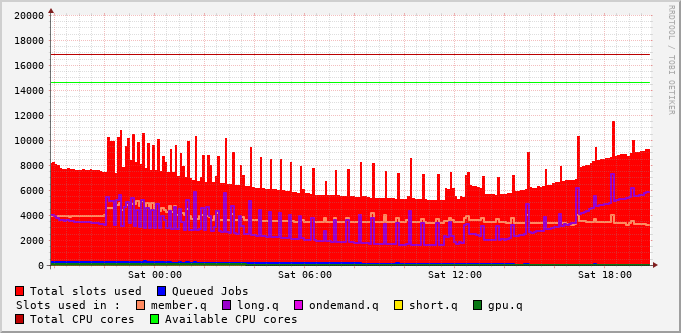 RRDTOOL / TOBI OETIKER
20000
18000
16000
14000
12000
10000
8000
6000
4000
2000
0
Sat 00:00 Sat 06:00 Sat 12:00 Sat 18:00
Total slots used Queued Jobs
Slots used in : member.q long.q ondemand.q short.q gpu.q
Total CPU cores Available CPU cores